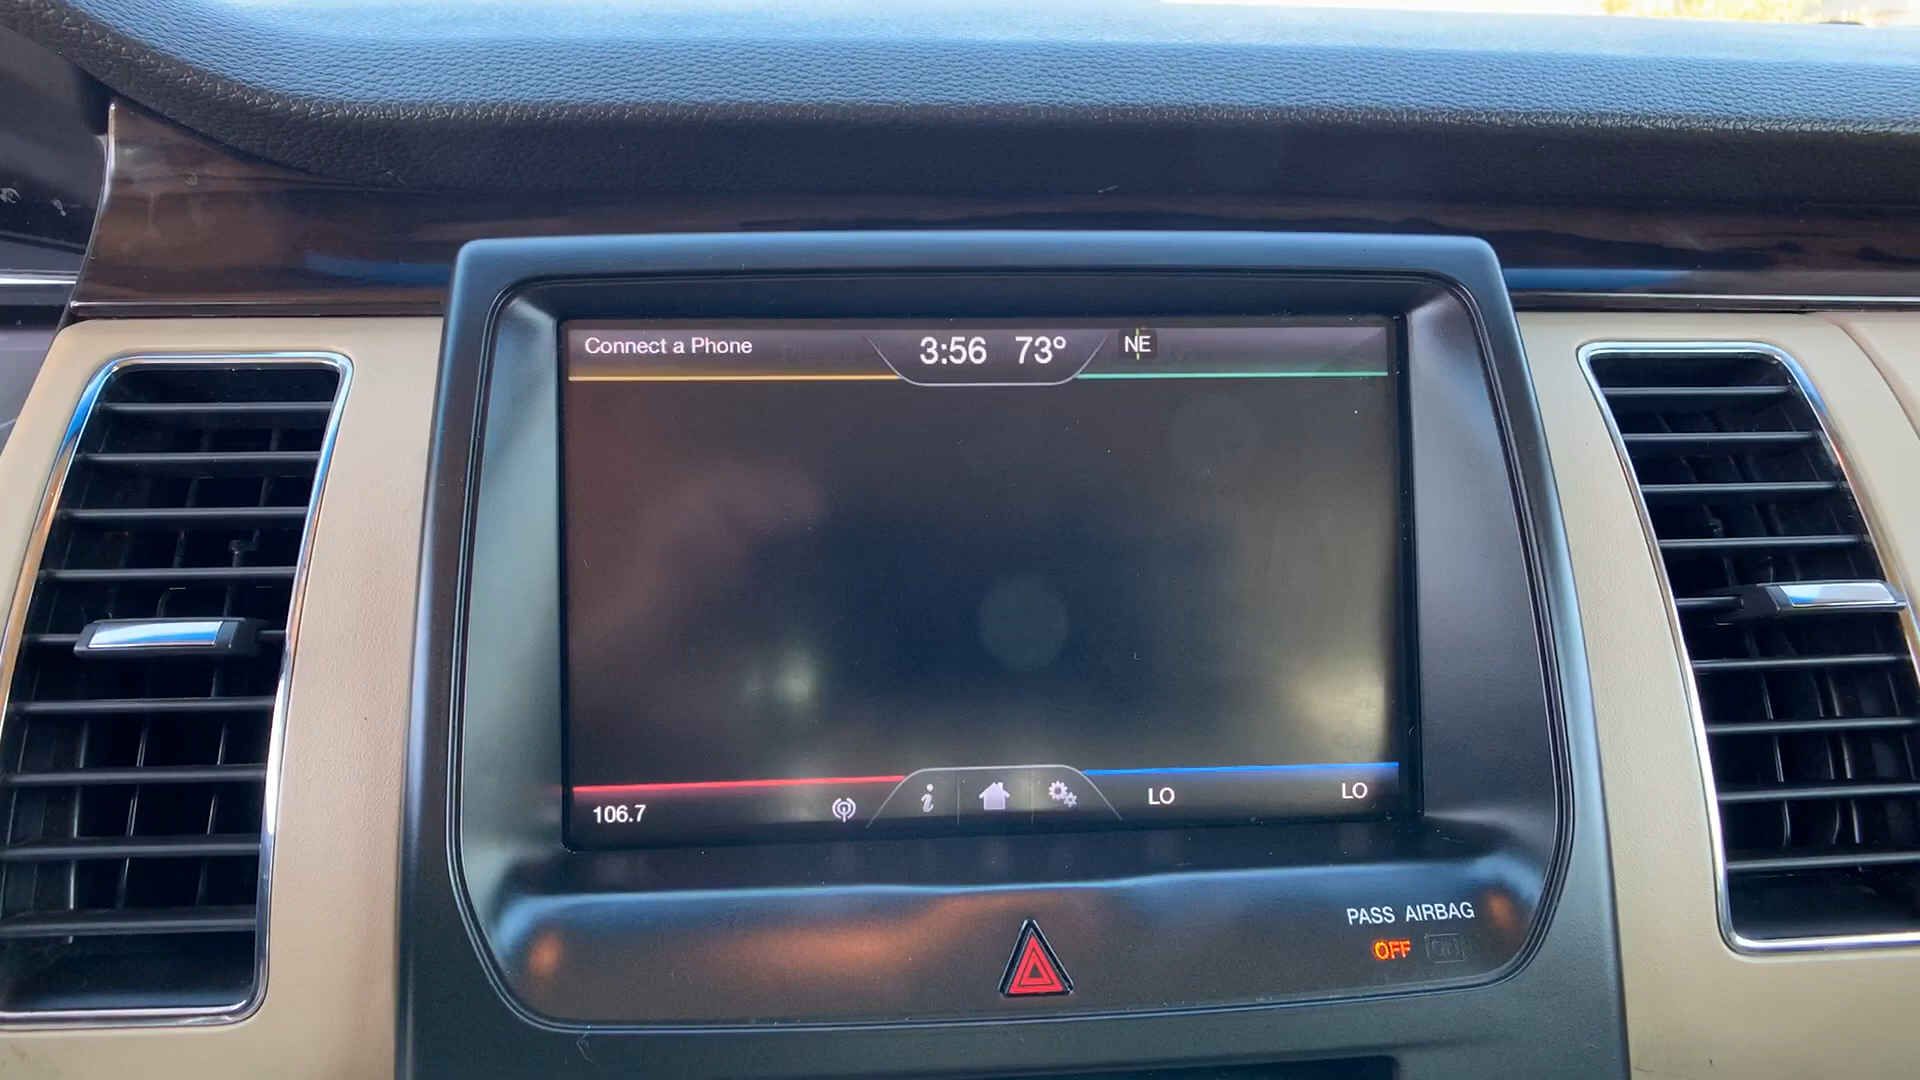 Connect a Phone
3:56 73°
NE
106.7
LO
LO
PASS AIRBAG
OFF